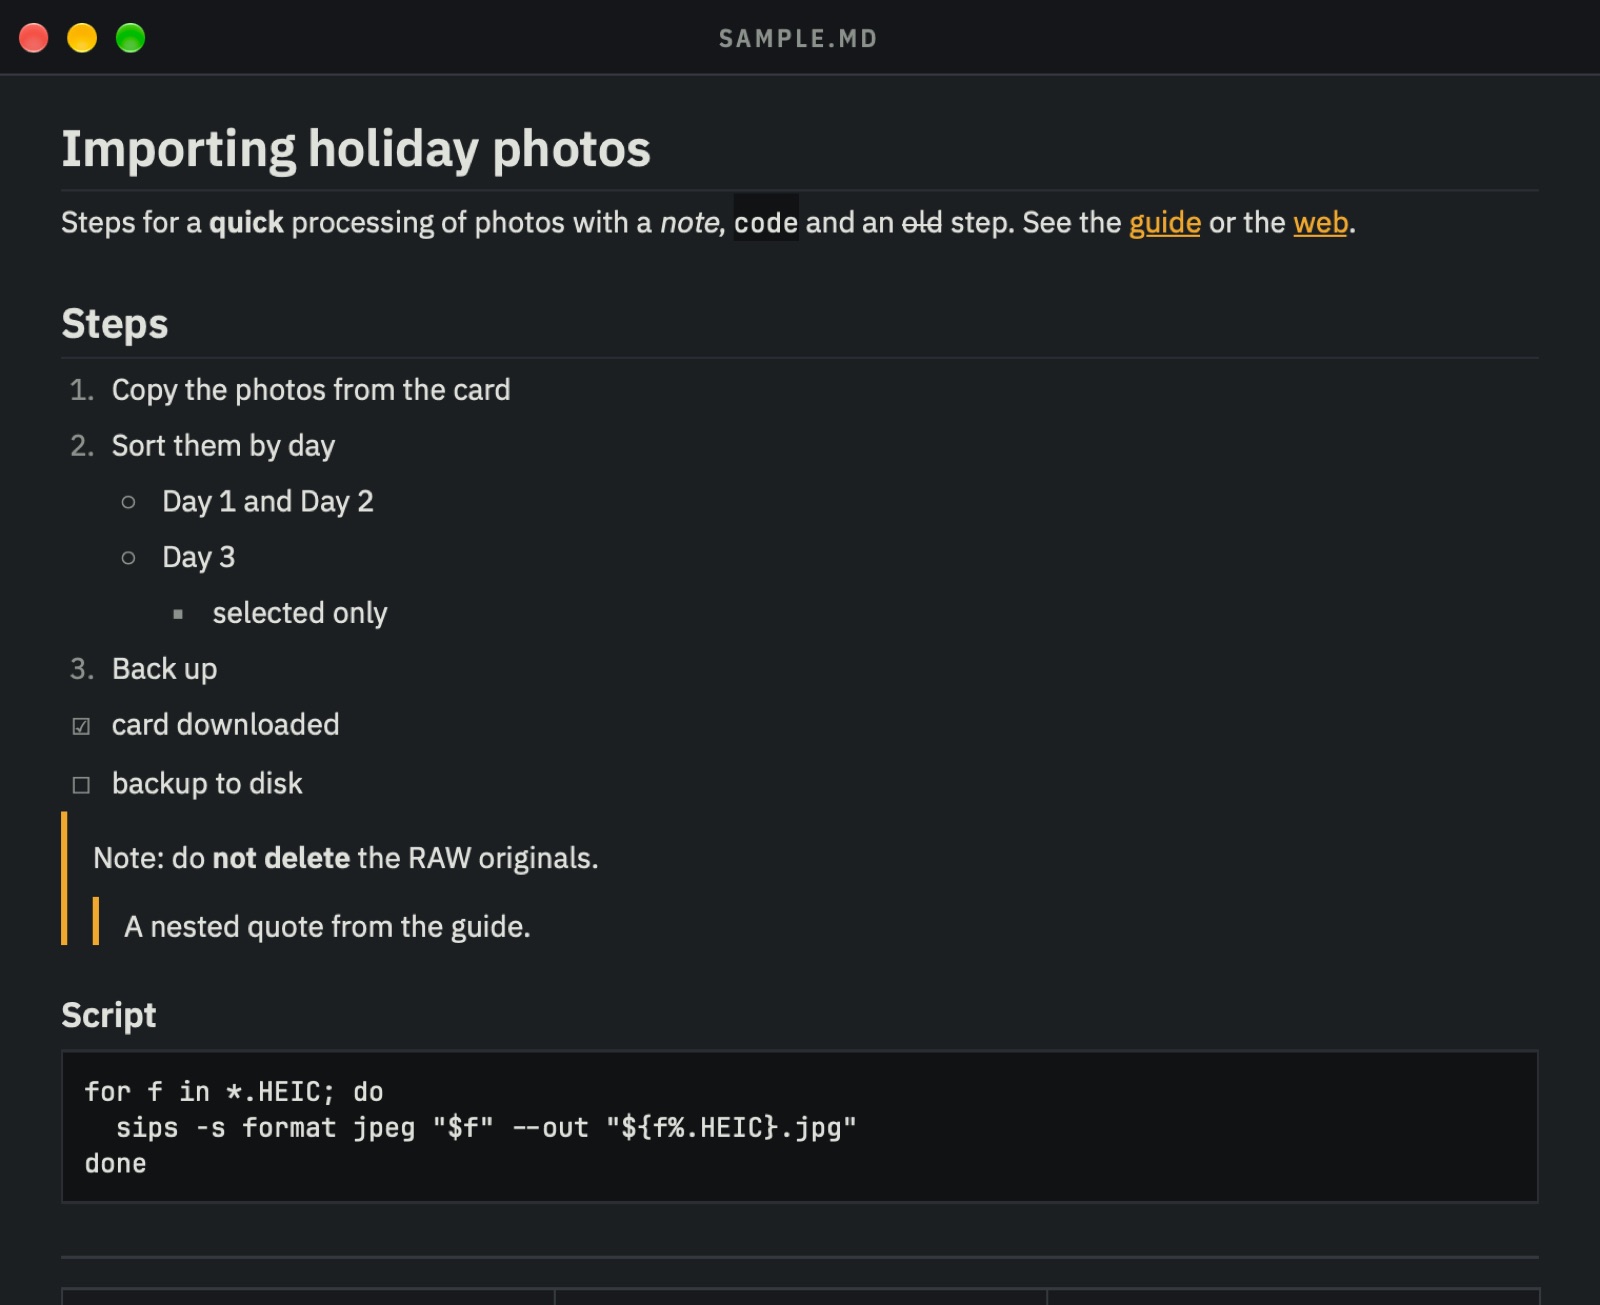 SAMPLE.MD
Importing holiday photos
Steps for a quick processing of photos with a note, code and an old step. See the guide or the web.
Steps
1. Copy the photos from the card
2. Sort them by day
○ Day 1 and Day 2
○ Day 3
▪ selected only
3. Back up
☑ card downloaded
☐ backup to disk
Note: do not delete the RAW originals.
A nested quote from the guide.
Script
for f in *.HEIC; do
  sips -s format jpeg "$f" --out "${f%.HEIC}.jpg"
done